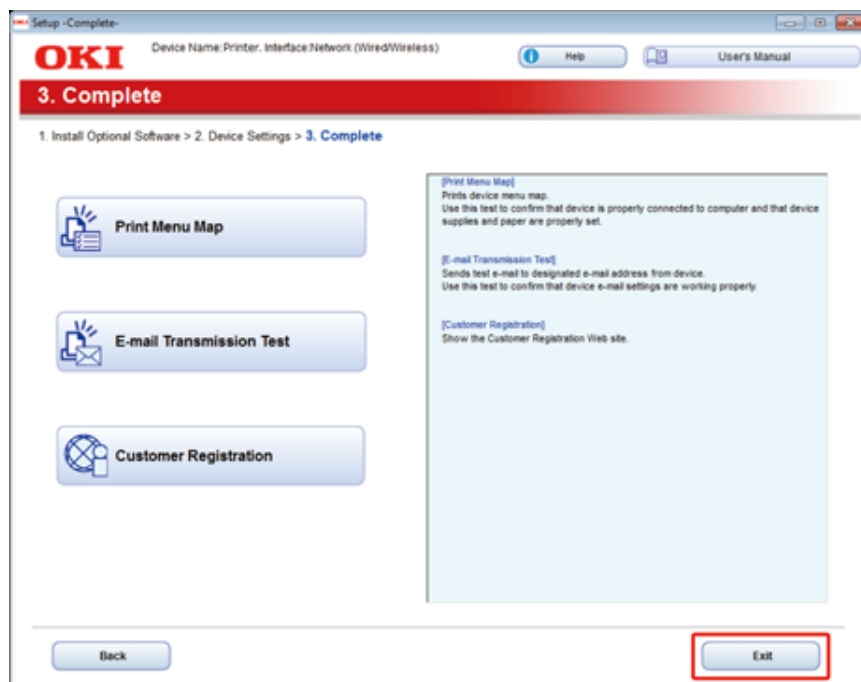 Setup -Complete-
OKI
Device Name:Printer, Interface:Network (Wired/Wireless)
Help
User's Manual
3. Complete
1. Install Optional Software > 2. Device Settings > 3. Complete
Print Menu Map
E-mail Transmission Test
Customer Registration
[Print Menu Map]
Prints device menu map.
Use this test to confirm that device is properly connected to computer and that device
supplies and paper are properly set.
[E-mail Transmission Test]
Sends test e-mail to designated e-mail address from device.
Use this test to confirm that device e-mail settings are working properly.
[Customer Registration]
Show the Customer Registration Web site.
Back
Exit